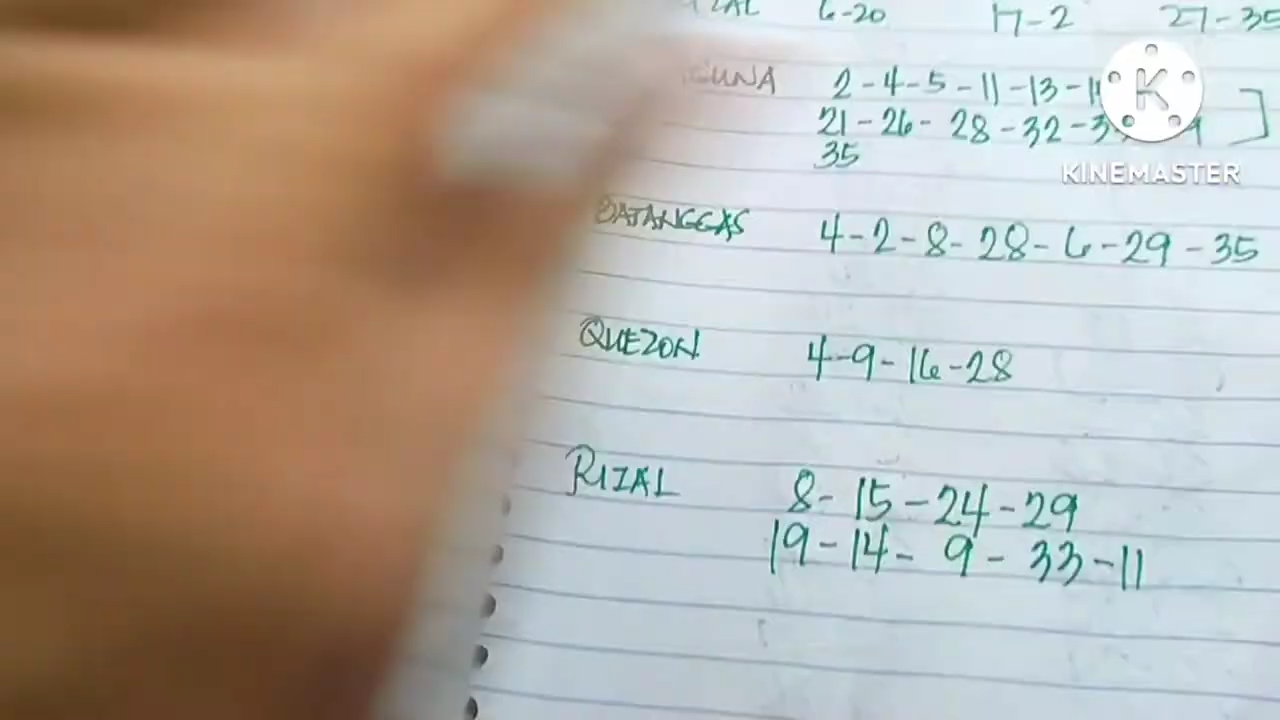 6-20 17-2 27-35
2-4-5-11-13-
21-26-28-32-
35
BATANGGAS 4-2-8-28-6-29-35
QUEZON 4-9-16-28
RIZAL 8-15-24-29
19-14-9-33-11
K
KINEMASTER